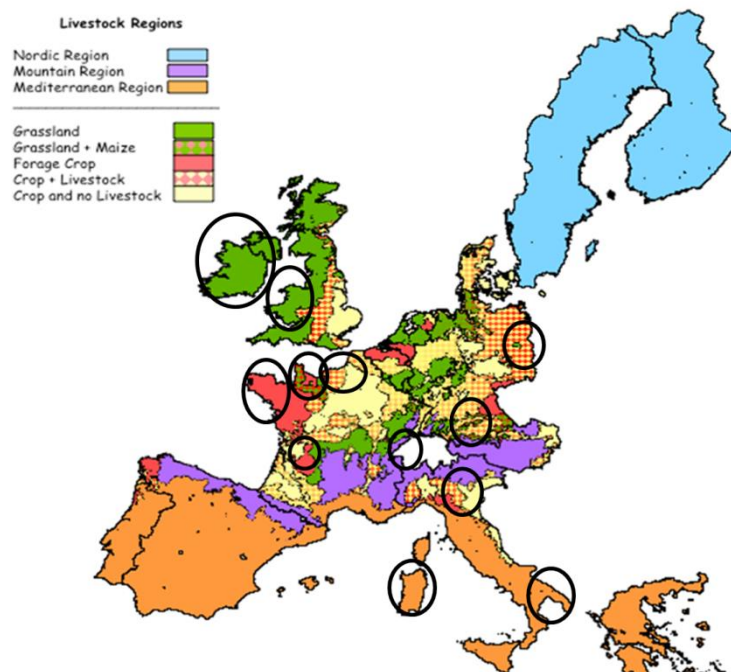 Livestock Regions
Nordic Region
Mountain Region
Mediterranean Region
Grassland
Grassland + Maize
Forage Crop
Crop + Livestock
Crop and no Livestock